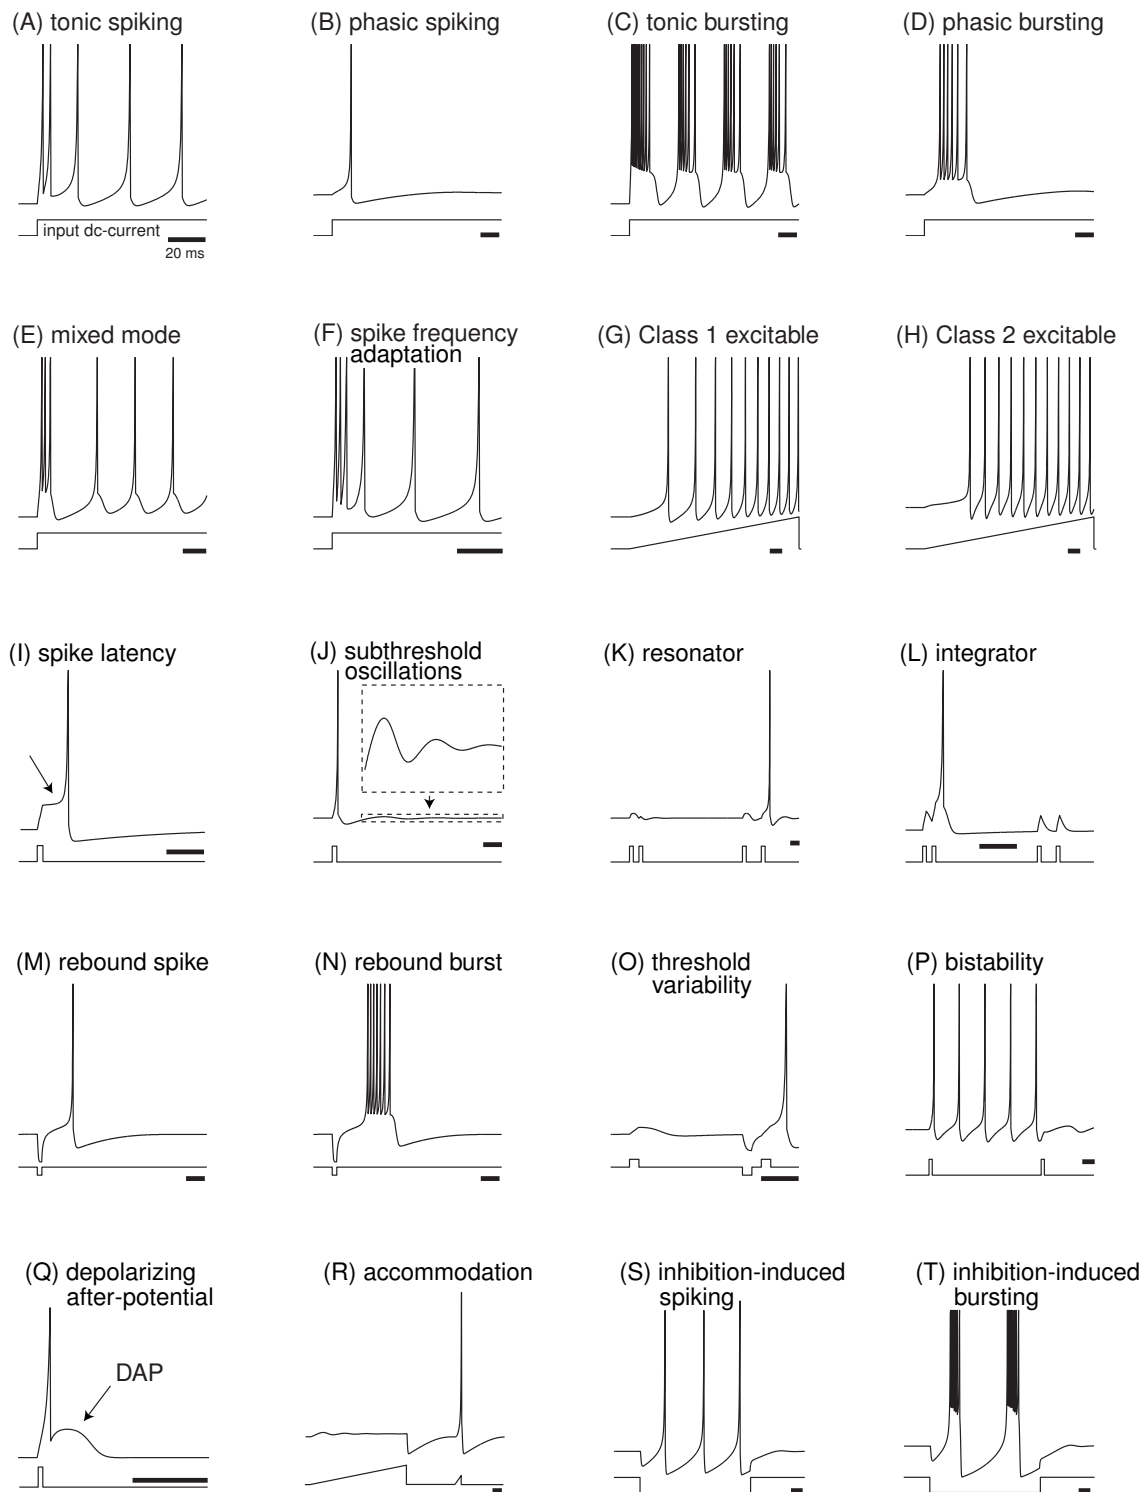 (A) tonic spiking
(B) phasic spiking
(C) tonic bursting
(D) phasic bursting
input dc-current
20 ms
(E) mixed mode
(F) spike frequency
adaptation
(G) Class 1 excitable
(H) Class 2 excitable
(I) spike latency
(J) subthreshold
oscillations
(K) resonator
(L) integrator
(M) rebound spike
(N) rebound burst
(O) threshold
variability
(P) bistability
(Q) depolarizing
after-potential
DAP
(R) accommodation
(S) inhibition-induced
spiking
(T) inhibition-induced
bursting